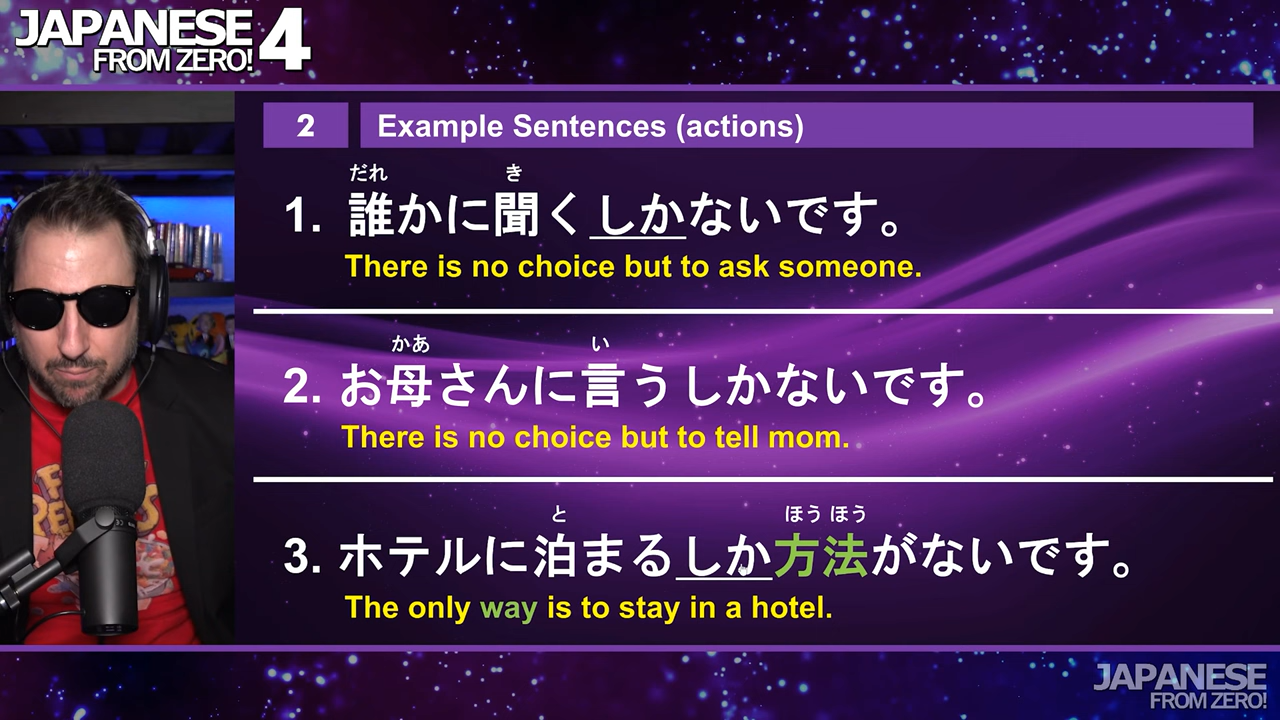 JAPANESE
FROM ZERO! 4
2 Example Sentences (actions)
だれ き
1. 誰かに聞くしかないです。
There is no choice but to ask someone.
かあ い
2. お母さんに言うしかないです。
There is no choice but to tell mom.
と ほう ほう
3. ホテルに泊まるしか方法がないです。
The only way is to stay in a hotel.
JAPANESE
FROM ZERO!